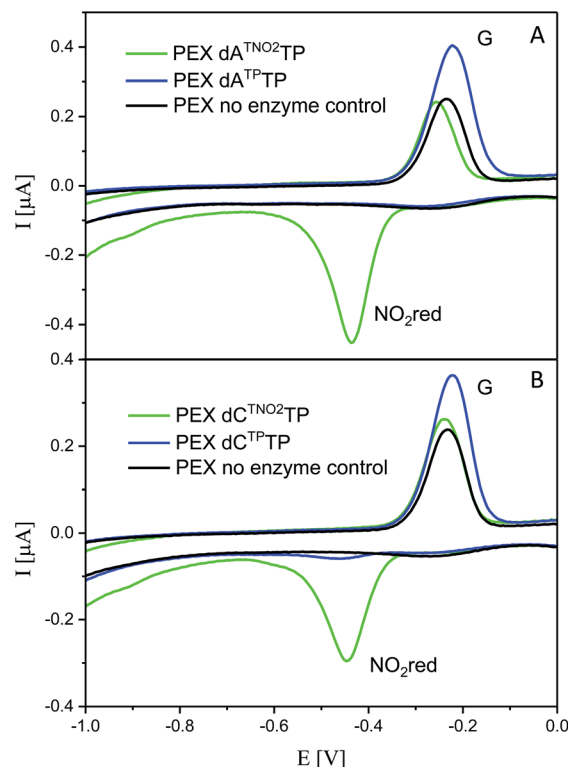 G A
PEX dA^TNO2TP
PEX dA^TPTP
PEX no enzyme control
0.4
0.2
0.0
-0.2
-0.4
I [µA]
NO₂red
0.4
G B
PEX dC^TNO2TP
PEX dC^TPTP
PEX no enzyme control
0.2
0.0
-0.2
-0.4
I [µA]
NO₂red
-1.0 -0.8 -0.6 -0.4 -0.2 0.0
E [V]